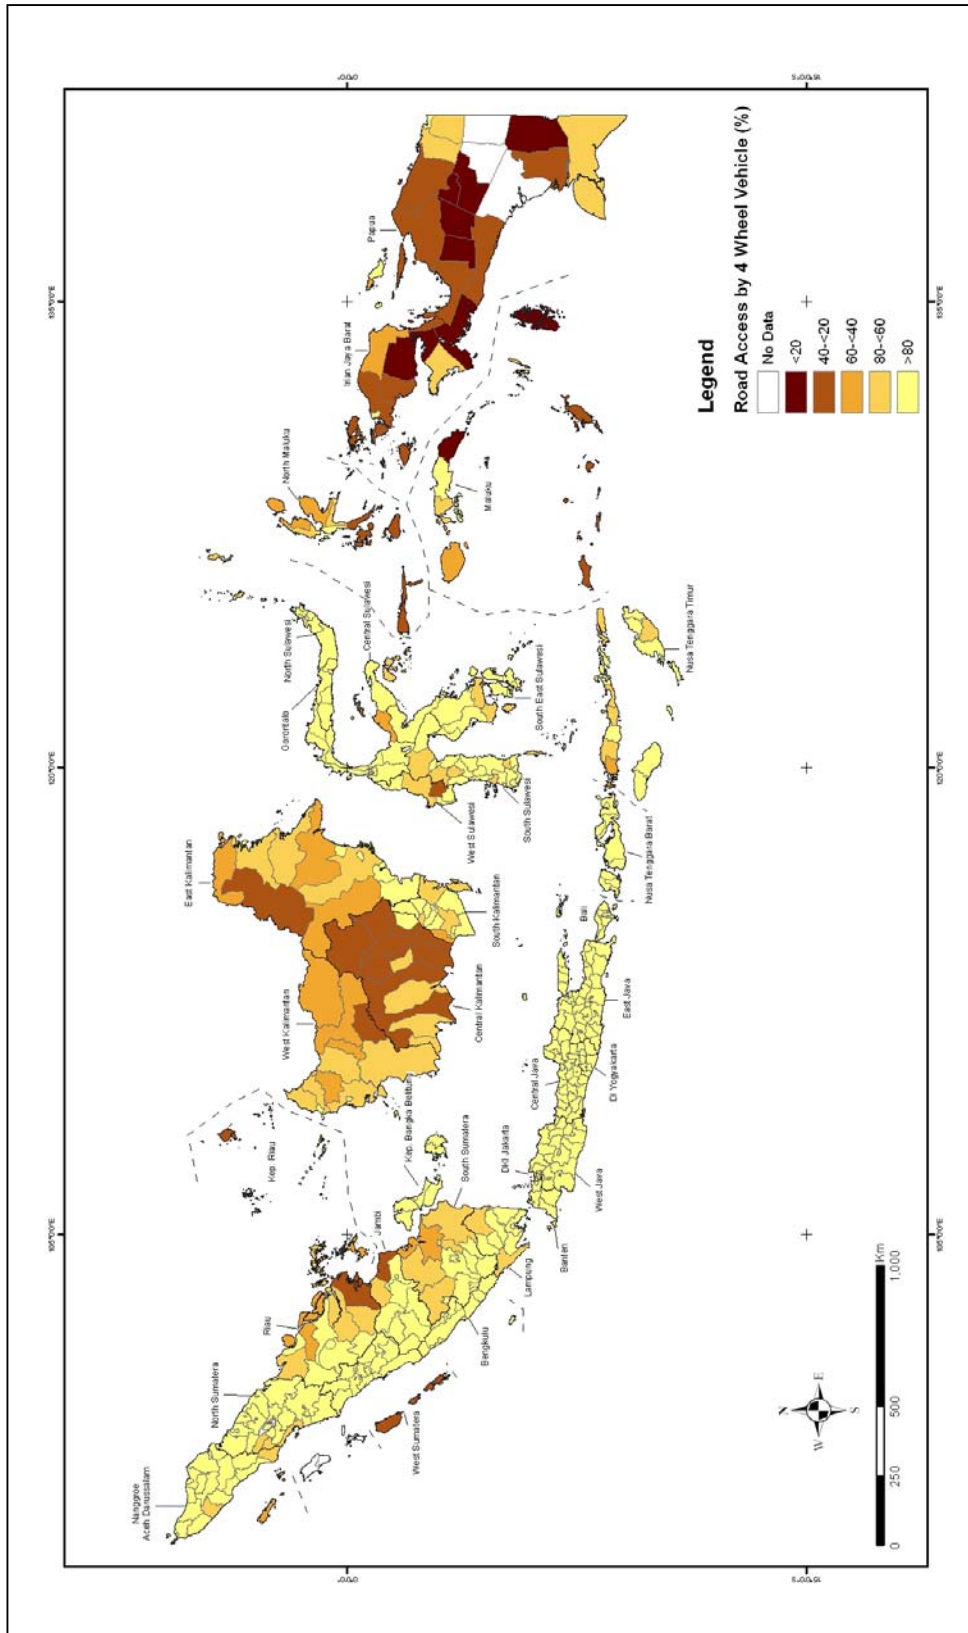 Nanggroe
Aceh Darussalam
North Sumatera
Riau
Kep. Riau
West Kalimantan
East Kalimantan
Gorontalo
North Sulawesi
North Maluku
Irian Jaya Barat
Papua
Central Sulawesi
Jambi
Kep. Bangka Belitung
South Sumatera
Central Kalimantan
South Kalimantan
West Sulawesi
South Sulawesi
South East Sulawesi
Maluku
West Sumatera
Bengkulu
Lampung
Banten
DKI Jakarta
West Java
Central Java
DI Yogyakarta
East Java
Bali
Nusa Tenggara Barat
Nusa Tenggara Timur
105°0'0"E
120°0'0"E
135°0'0"E
105°0'0"E
120°0'0"E
135°0'0"E
N
W
E
S
0
250
500
1,000
Km
Legend
Road Access by 4 Wheel Vehicle (%)
No Data
<20
40-<20
60-<40
80-<60
>80